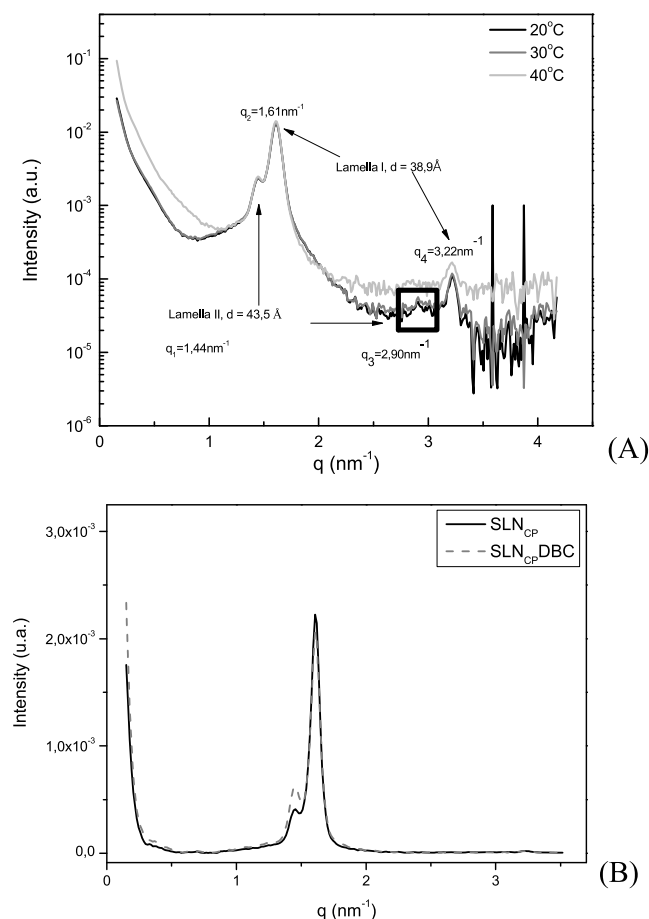 20°C
30°C
40°C
10⁻¹
10⁻²
10⁻³
10⁻⁴
10⁻⁵
10⁻⁶
Intensity (a.u.)
q₂=1,61nm⁻¹
Lamella I, d = 38,9Å
q₄=3,22nm⁻¹
Lamella II, d = 43,5 Å
q₁=1,44nm⁻¹
q₃=2,90nm⁻¹
0 1 2 3 4
q (nm⁻¹)
(A)
SLN_CP
SLN_CPDBC
3,0x10⁻³
2,0x10⁻³
1,0x10⁻³
0,0
Intensity (u.a.)
0 1 2 3
q (nm⁻¹)
(B)